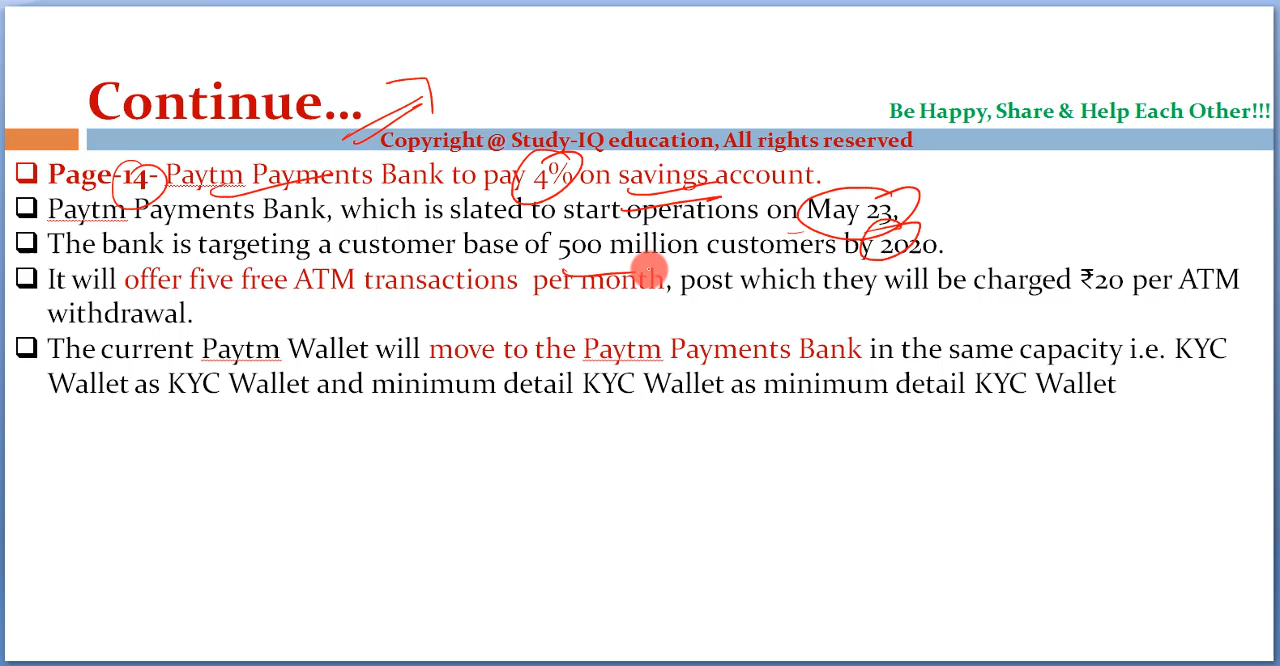 Continue...
Be Happy, Share & Help Each Other!!!
Copyright @ Study-IQ education, All rights reserved
Page-14- Paytm Payments Bank to pay 4% on savings account.
Paytm Payments Bank, which is slated to start operations on May 23,
The bank is targeting a customer base of 500 million customers by 2020.
It will offer five free ATM transactions per month, post which they will be charged ₹20 per ATM
withdrawal.
The current Paytm Wallet will move to the Paytm Payments Bank in the same capacity i.e. KYC
Wallet as KYC Wallet and minimum detail KYC Wallet as minimum detail KYC Wallet